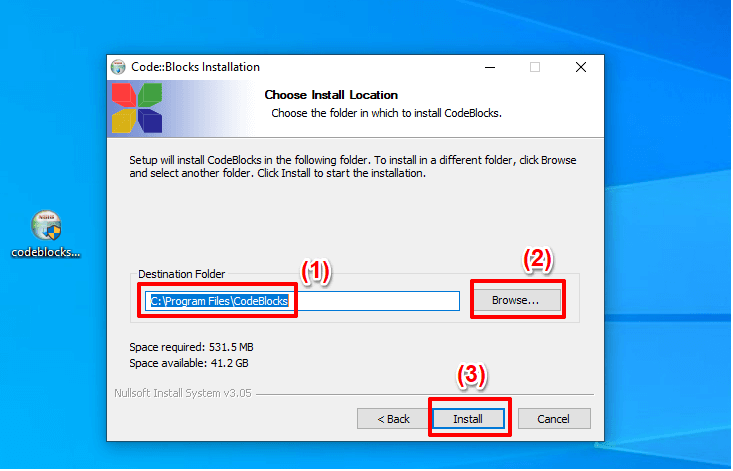 Code::Blocks Installation
Choose Install Location
Choose the folder in which to install CodeBlocks.
Setup will install CodeBlocks in the following folder. To install in a different folder, click Browse
and select another folder. Click Install to start the installation.
codeblocks...
Destination Folder
(1)
(2)
C:\Program Files\CodeBlocks
Browse...
Space required: 531.5 MB
Space available: 41.2 GB
(3)
Nullsoft Install System v3.05
< Back
Install
Cancel